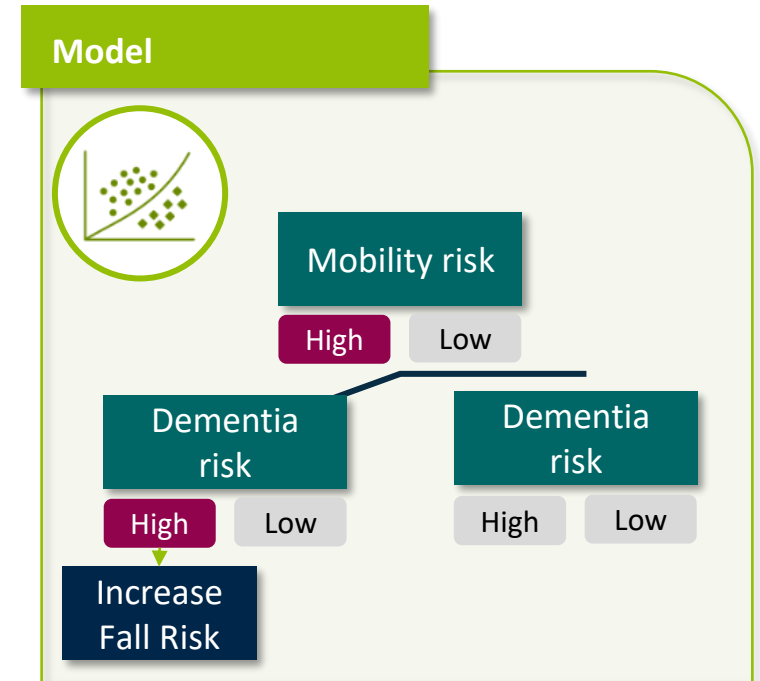 Model
Mobility risk
High
Low
Dementia
risk
Dementia
risk
High
Low
High
Low
Increase
Fall Risk